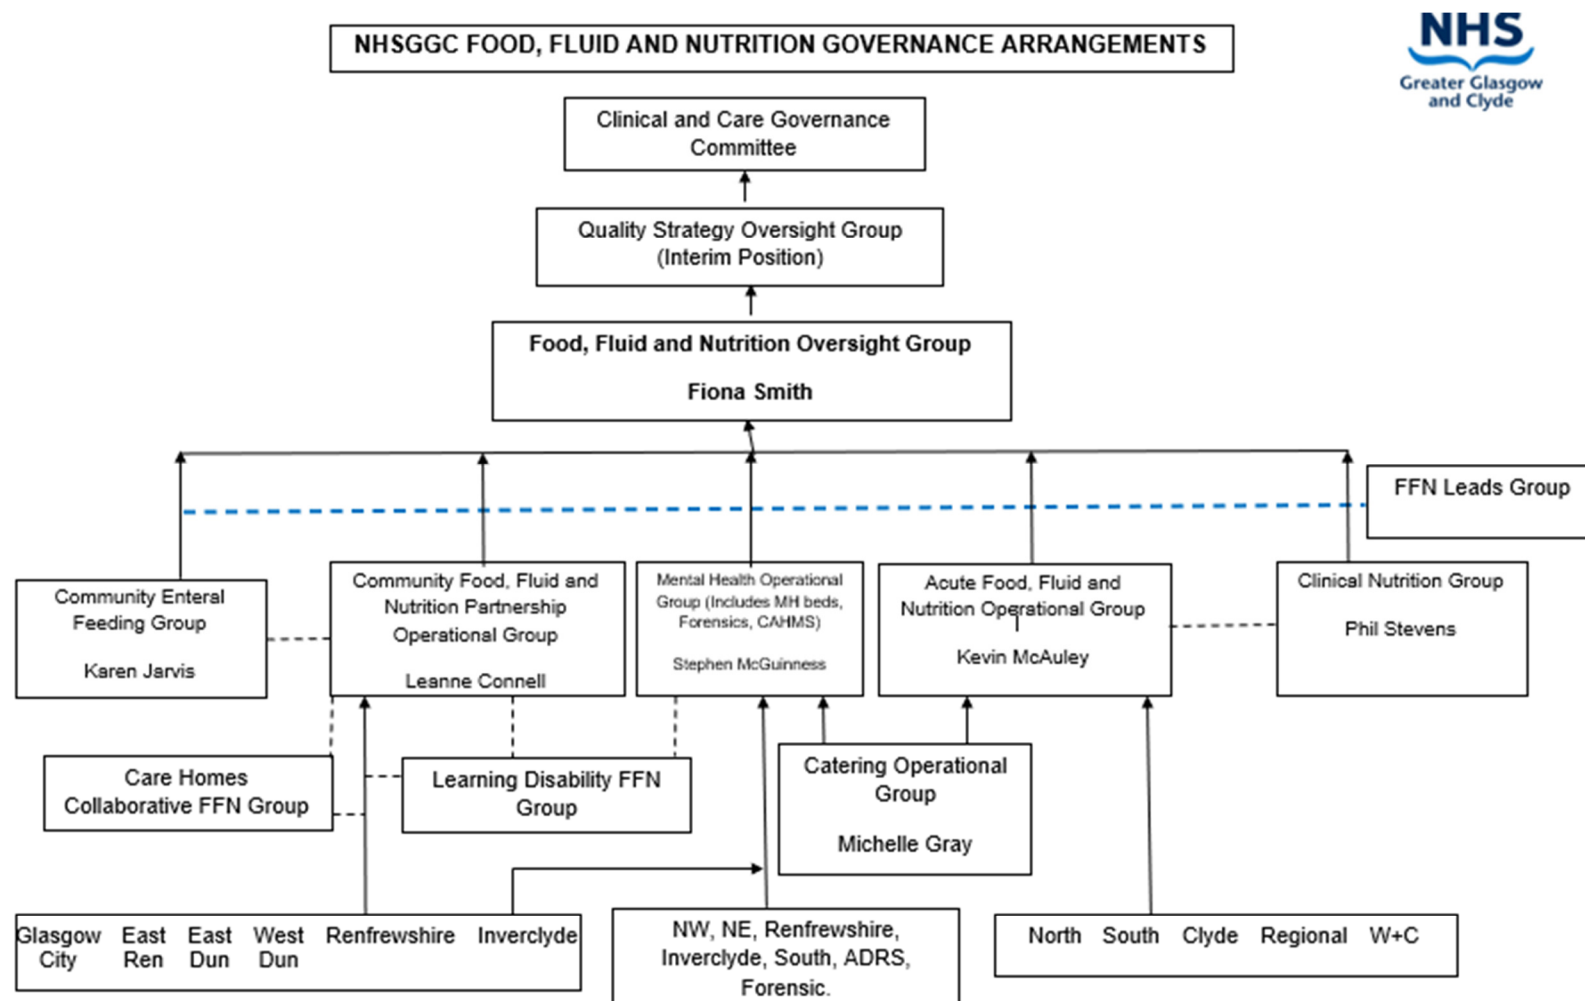 NHSGGC FOOD, FLUID AND NUTRITION GOVERNANCE ARRANGEMENTS
NHS
Greater Glasgow
and Clyde
Clinical and Care Governance
Committee
Quality Strategy Oversight Group
(Interim Position)
Food, Fluid and Nutrition Oversight Group
Fiona Smith
FFN Leads Group
Community Enteral
Feeding Group
Karen Jarvis
Community Food, Fluid and
Nutrition Partnership
Operational Group
Leanne Connell
Mental Health Operational
Group (Includes MH beds,
Forensics, CAHMS)
Stephen McGuinness
Acute Food, Fluid and
Nutrition Operational Group
Kevin McAuley
Clinical Nutrition Group
Phil Stevens
Care Homes
Collaborative FFN Group
Learning Disability FFN
Group
Catering Operational
Group
Michelle Gray
Glasgow East East West Renfrewshire Inverclyde
City Ren Dun Dun
NW, NE, Renfrewshire,
Inverclyde, South, ADRS,
Forensic.
North South Clyde Regional W+C